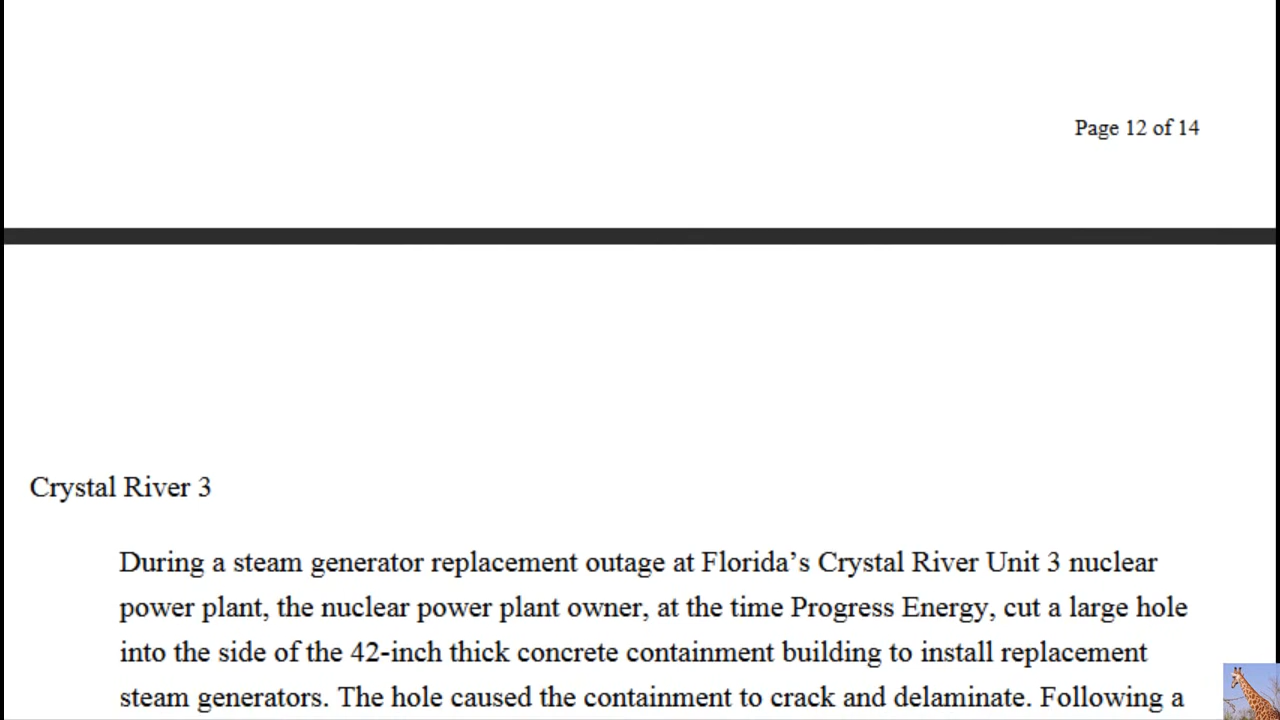 Page 12 of 14
Crystal River 3
During a steam generator replacement outage at Florida’s Crystal River Unit 3 nuclear
power plant, the nuclear power plant owner, at the time Progress Energy, cut a large hole
into the side of the 42-inch thick concrete containment building to install replacement
steam generators. The hole caused the containment to crack and delaminate. Following a